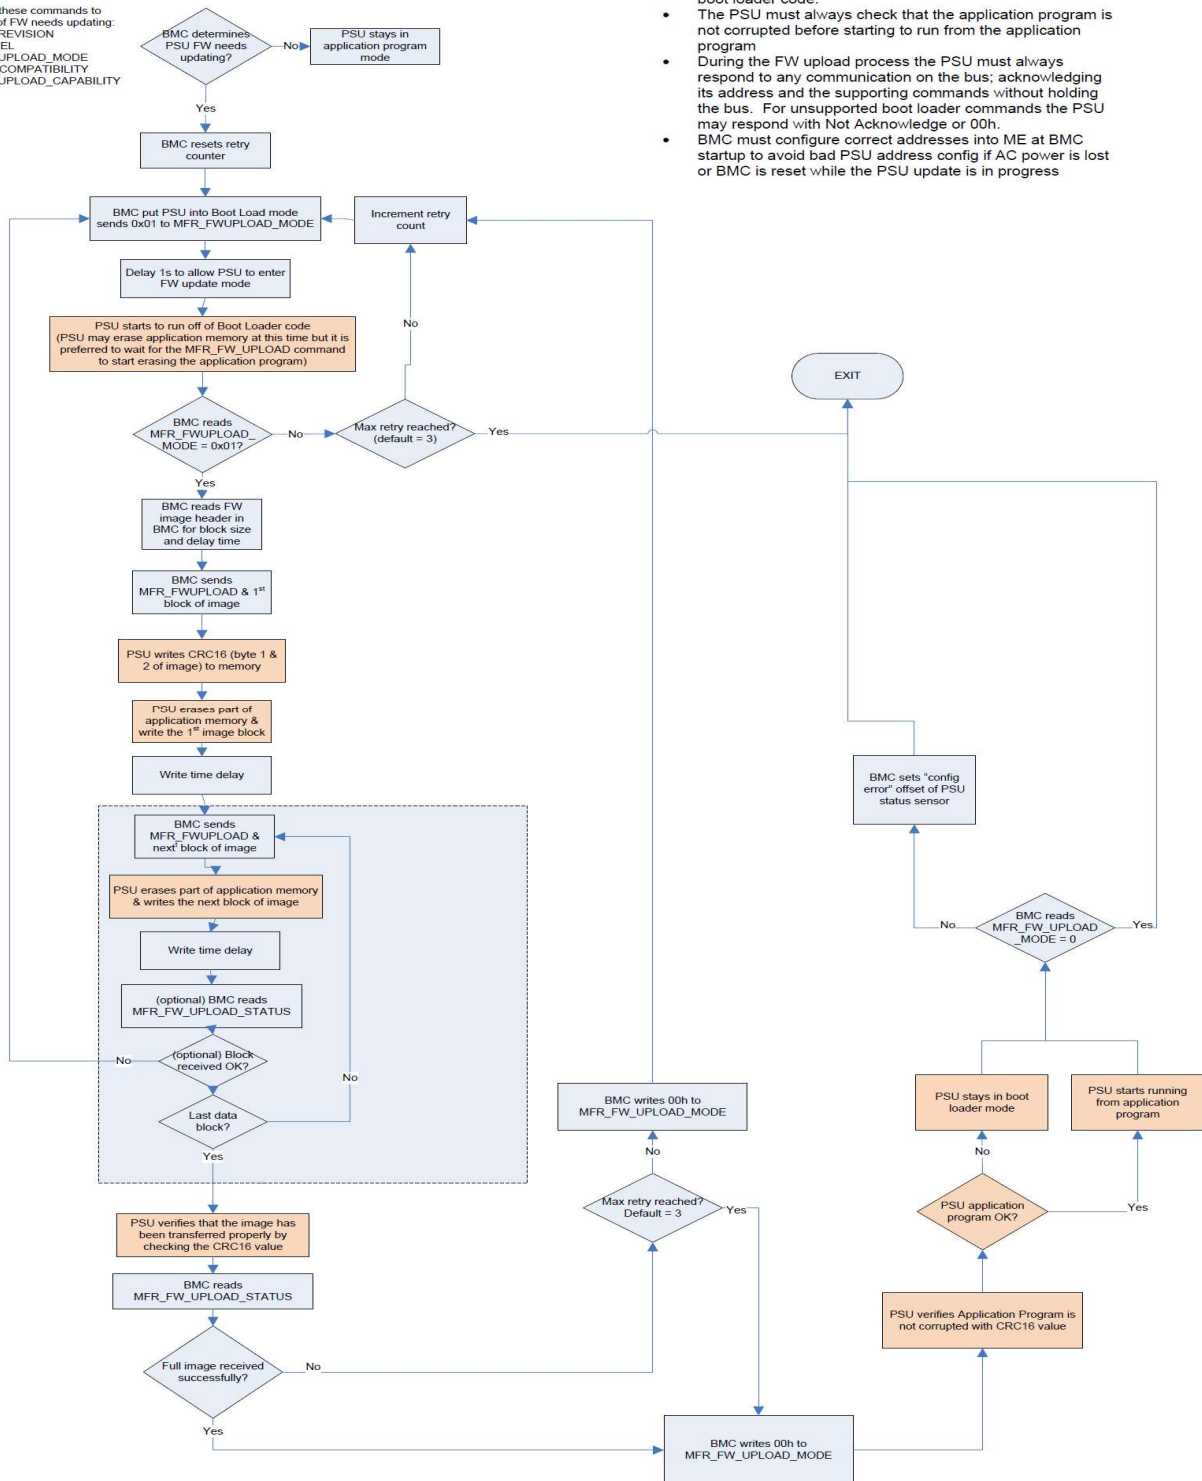 these commands to
of FW needs updating:
REVISION
EL
UPLOAD_MODE
COMPATIBILITY
UPLOAD_CAPABILITY
BMC determines
PSU FW needs
updating?
No
PSU stays in
application program
mode
boot loader code.
• The PSU must always check that the application program is
not corrupted before starting to run from the application
program
• During the FW upload process the PSU must always
respond to any communication on the bus; acknowledging
its address and the supporting commands without holding
the bus. For unsupported boot loader commands the PSU
may respond with Not Acknowledge or 00h.
• BMC must configure correct addresses into ME at BMC
startup to avoid bad PSU address config if AC power is lost
or BMC is reset while the PSU update is in progress
Yes
BMC resets retry
counter
BMC put PSU into Boot Load mode
sends 0x01 to MFR_FWUPLOAD_MODE
Increment retry
count
Delay 1s to allow PSU to enter
FW update mode
No
PSU starts to run off of Boot Loader code
(PSU may erase application memory at this time but it is
preferred to wait for the MFR_FW_UPLOAD command
to start erasing the application program)
EXIT
BMC reads
MFR_FWUPLOAD_
MODE = 0x01?
No
Max retry reached?
(default = 3)
Yes
Yes
BMC reads FW
image header in
BMC for block size
and delay time
BMC sends
MFR_FWUPLOAD & 1st
block of image
PSU writes CRC16 (byte 1 &
2 of image) to memory
PSU erases part of
application memory &
write the 1st image block
Write time delay
BMC sets "config
error" offset of PSU
status sensor
BMC sends
MFR_FWUPLOAD &
nextt block of image
PSU erases part of application memory
& writes the next block of image
Write time delay
BMC reads
MFR_FW_UPLOAD
_MODE = 0
No
Yes
(optional) BMC reads
MFR_FW_UPLOAD_STATUS
(optional) Block
received OK?
No
No
Last data
block?
Yes
BMC writes 00h to
MFR_FW_UPLOAD_MODE
PSU stays in boot
loader mode
PSU starts running
from application
program
No
No
Max retry reached?
Default = 3
Yes
PSU application
program OK?
Yes
PSU verifies that the image has
been transferred properly by
checking the CRC16 value
BMC reads
MFR_FW_UPLOAD_STATUS
PSU verifies Application Program is
not corrupted with CRC16 value
Full image received
successfully?
No
Yes
BMC writes 00h to
MFR_FW_UPLOAD_MODE